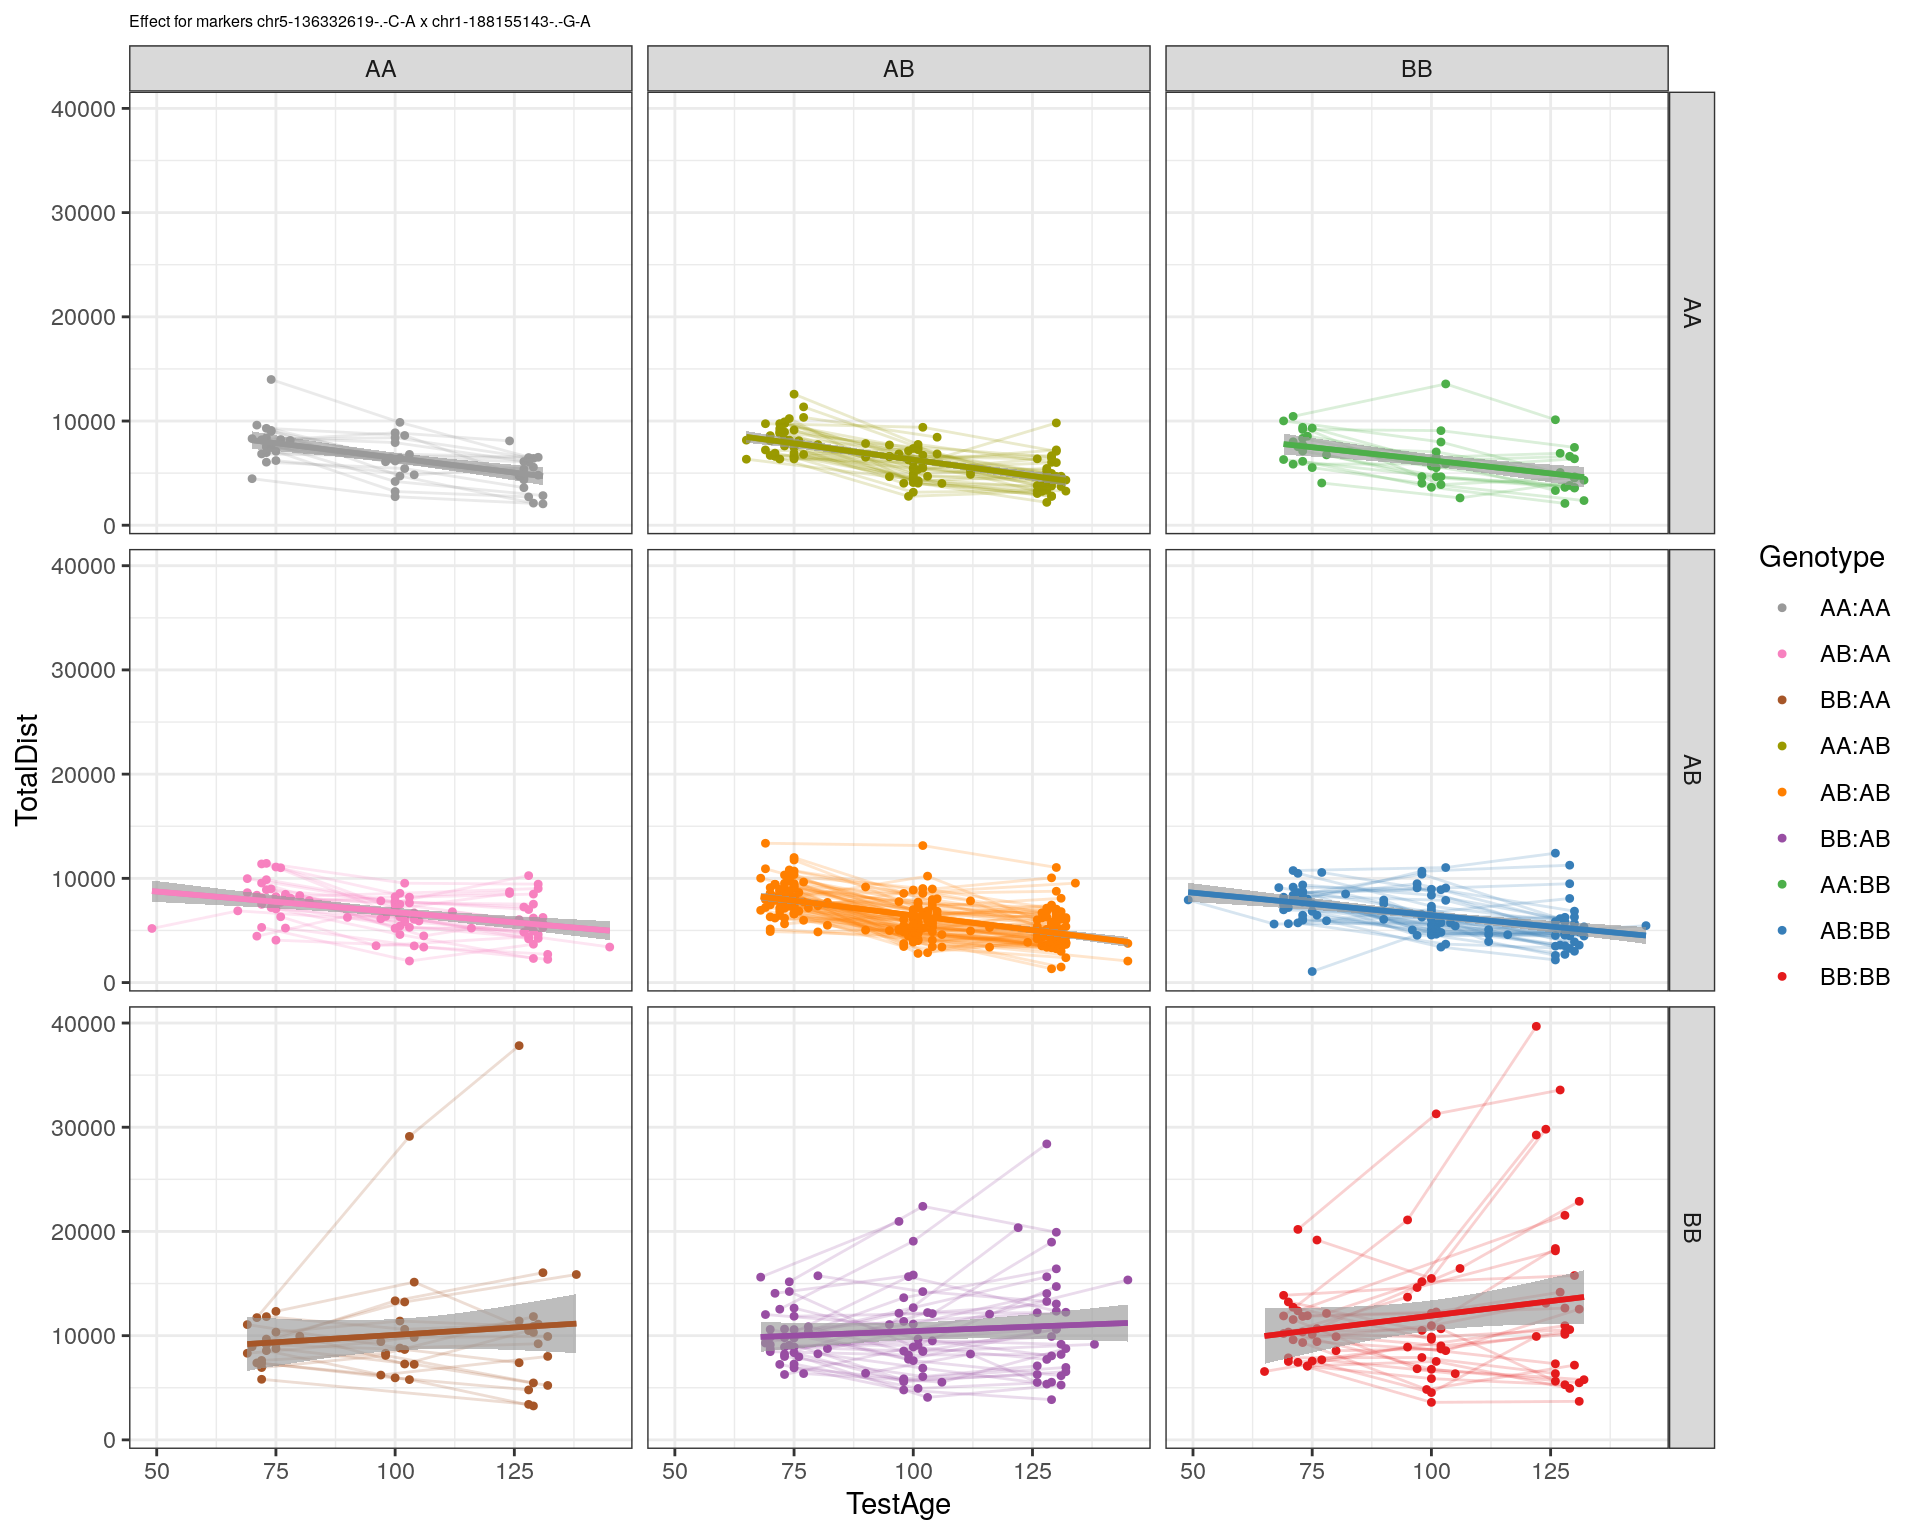 Effect for markers chr5-136332619-.-C-A x chr1-188155143-.-G-A
AA
AB
BB
40000
30000
20000
10000
0
AA
40000
30000
20000
10000
0
AB
40000
30000
20000
10000
0
BB
50
75
100
125
50
75
100
125
50
75
100
125
TestAge
TotalDist
Genotype
AA:AA
AB:AA
BB:AA
AA:AB
AB:AB
BB:AB
AA:BB
AB:BB
BB:BB